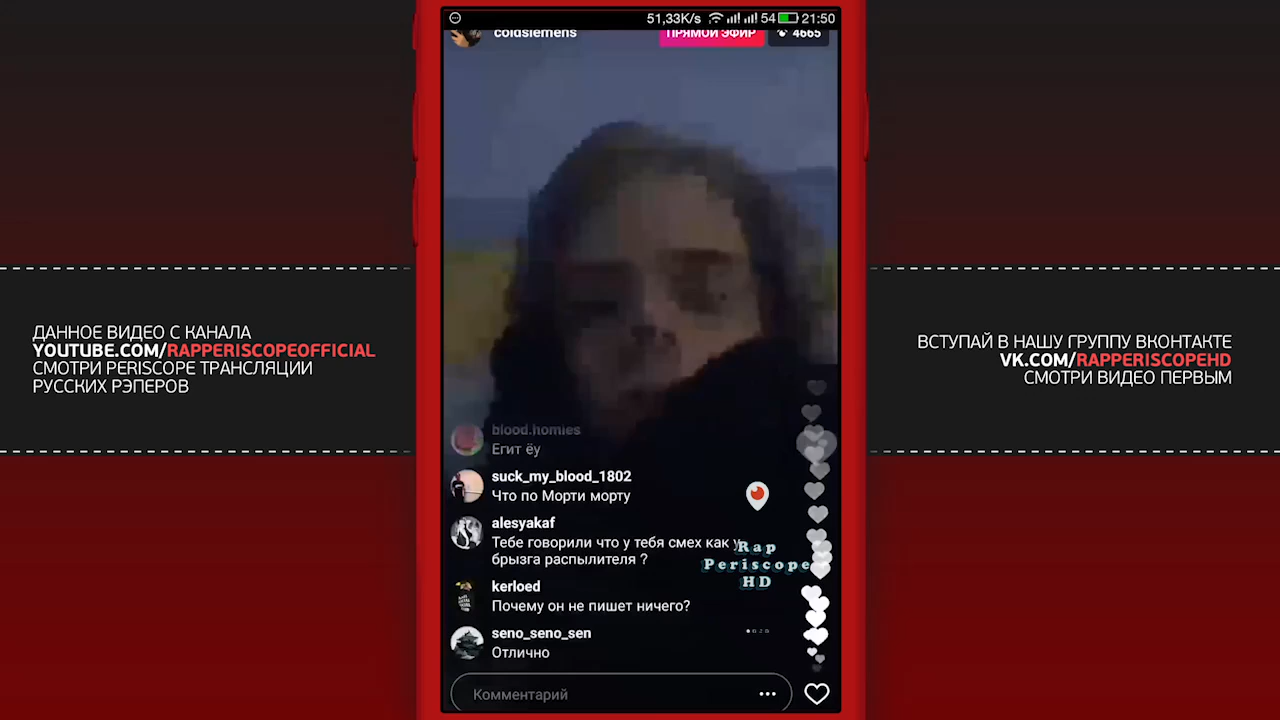 51,33K/s 54 21:50
coldsiemens
ПРЯМОЙ ЭФИР
4665
ДАННОЕ ВИДЕО С КАНАЛА
YOUTUBE.COM/RAPPERISCOPEOFFICIAL
СМОТРИ PERISCOPE ТРАНСЛЯЦИИ
РУССКИХ РЭПЕРОВ
ВСТУПАЙ В НАШУ ГРУППУ ВКОНТАКТЕ
VK.COM/RAPPERISCOPEHD
СМОТРИ ВИДЕО ПЕРВЫМ
blood.homies
Егит ёу
suck_my_blood_1802
Что по Морти морту
alesyakaf
Тебе говорили что у тебя смех как у
брызга распылителя ?
kerloed
Почему он не пишет ничего?
seno_seno_sen
Отлично
Rap
Periscope
HD
Комментарий